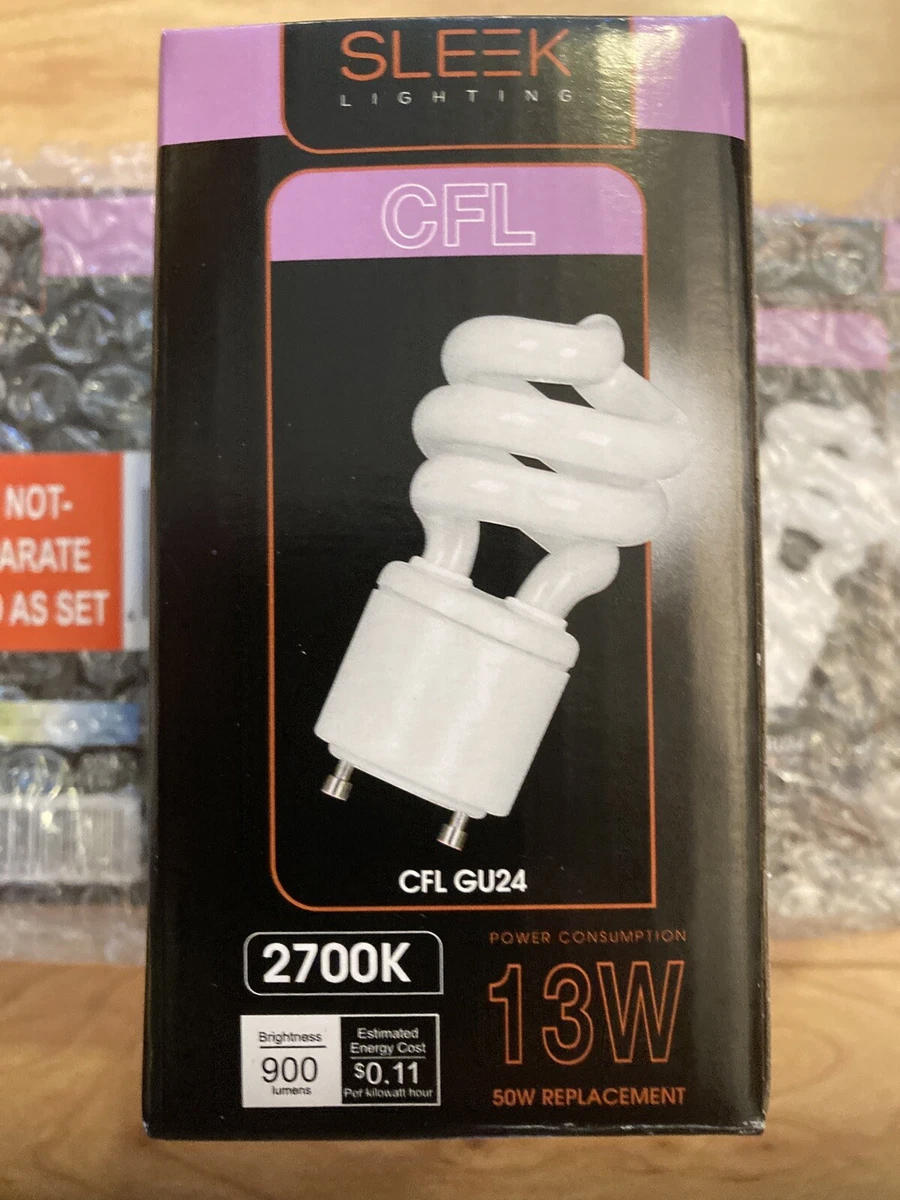 SLEEK
LIGHTING
CFL
NOT-
ARATE
AS SET
CFL GU24
2700K
POWER CONSUMPTION
13W
50W REPLACEMENT
Brightness
900
lumens
Estimated
Energy Cost
$0.11
Per kilowatt hour